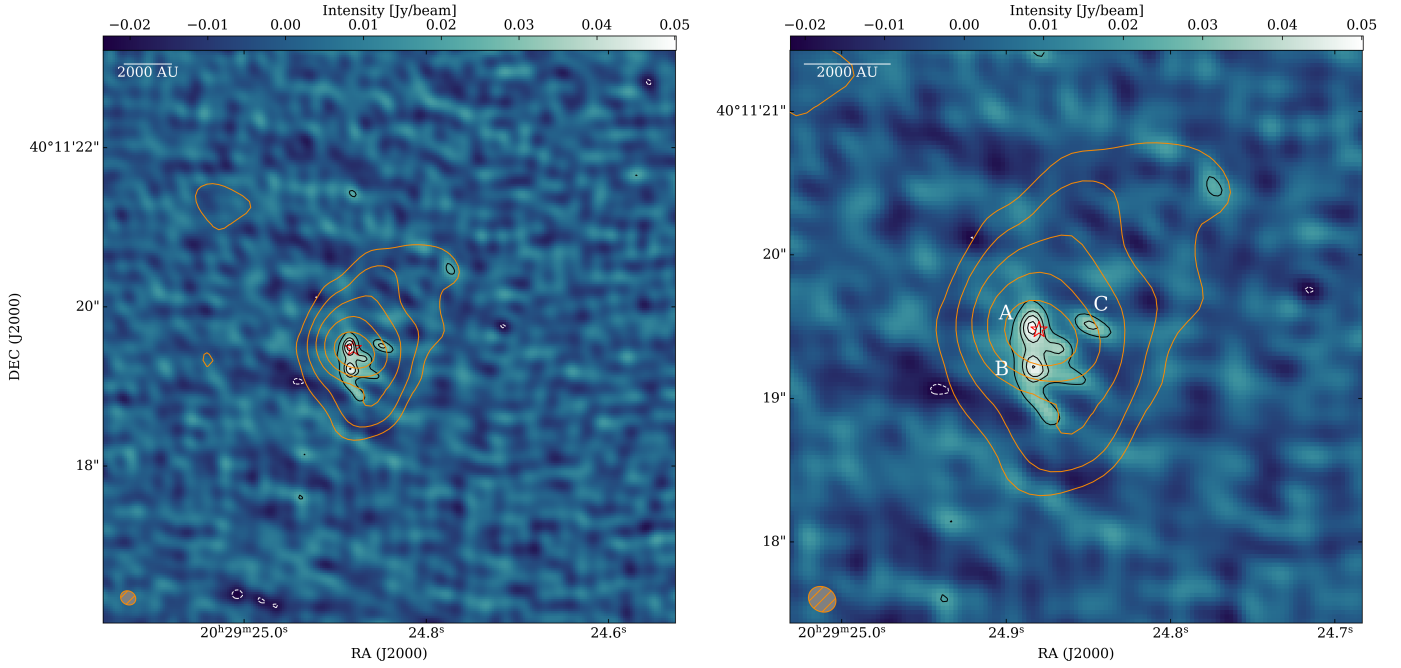 Intensity [Jy/beam]
−0.02 −0.01 0.00 0.01 0.02 0.03 0.04 0.05
2000 AU
40°11'22"
20"
18"
DEC (J2000)
20ʰ29ᵐ25.0ˢ 24.8ˢ 24.6ˢ
RA (J2000)
Intensity [Jy/beam]
−0.02 −0.01 0.00 0.01 0.02 0.03 0.04 0.05
2000 AU
40°11'21"
20"
19"
18"
A
B
C
20ʰ29ᵐ25.0ˢ 24.9ˢ 24.8ˢ 24.7ˢ
RA (J2000)